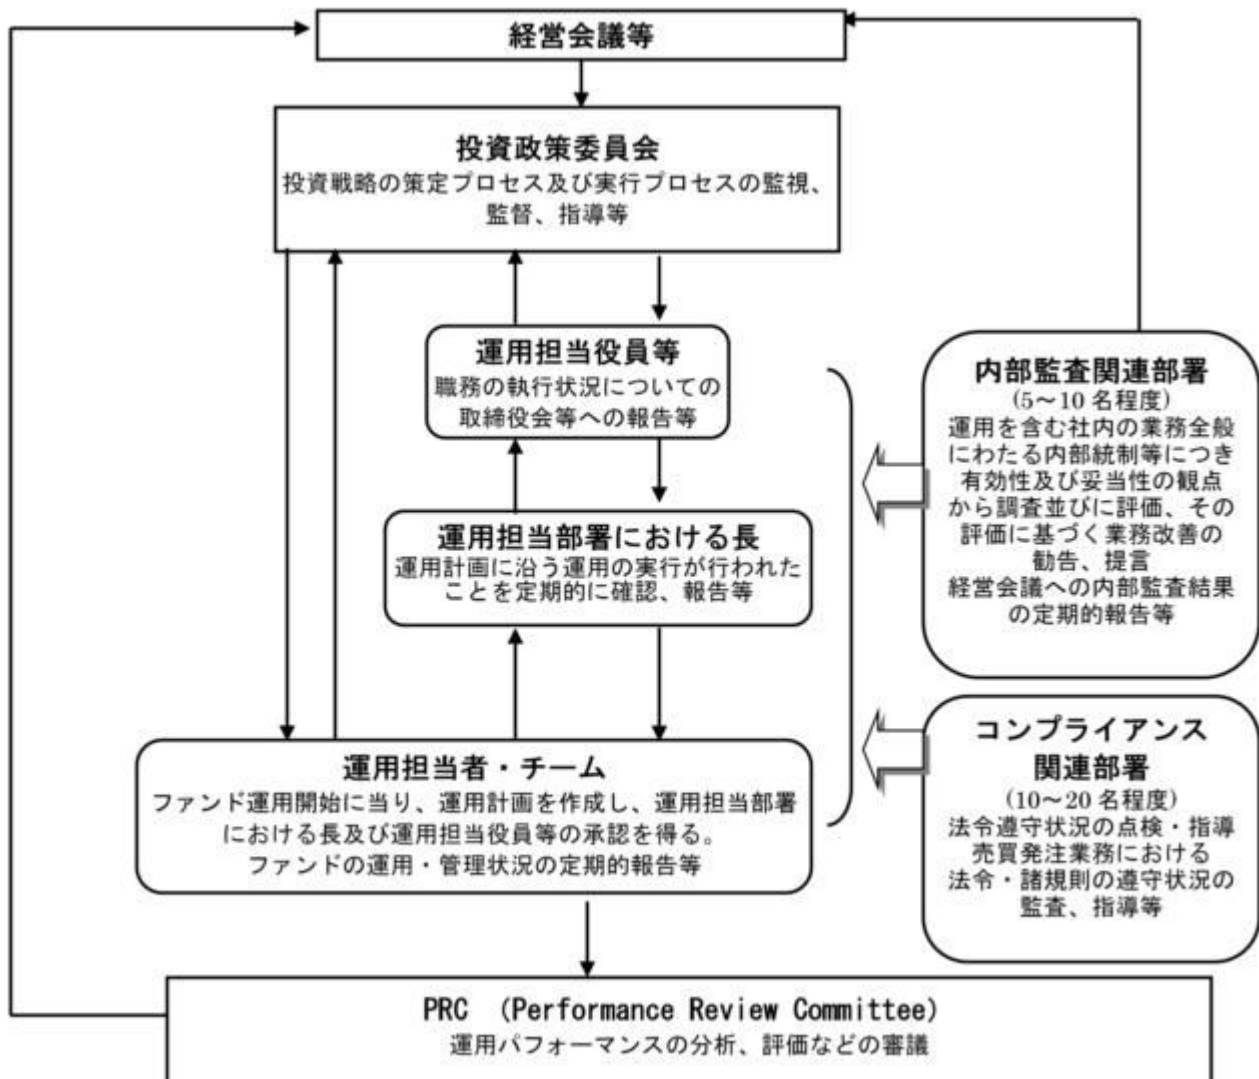 経営会議等
投資政策委員会
投資戦略の策定プロセス及び実行プロセスの監視、
監督、指導等
運用担当役員等
職務の執行状況についての
取締役会等への報告等
運用担当部署における長
運用計画に沿う運用の実行が行われた
ことを定期的に確認、報告等
運用担当者・チーム
ファンド運用開始に当り、運用計画を作成し、運用担当部署
における長及び運用担当役員等の承認を得る。
ファンドの運用・管理状況の定期的報告等
内部監査関連部署
(5～10 名程度)
運用を含む社内の業務全般
にわたる内部統制等につき
有効性及び妥当性の観点
から調査並びに評価、その
評価に基づく業務改善の
勧告、提言
経営会議への内部監査結果
の定期的報告等
コンプライアンス
関連部署
(10～20 名程度)
法令遵守状況の点検・指導
売買発注業務における
法令・諸規則の遵守状況の
監査、指導等
PRC (Performance Review Committee)
運用パフォーマンスの分析、評価などの審議